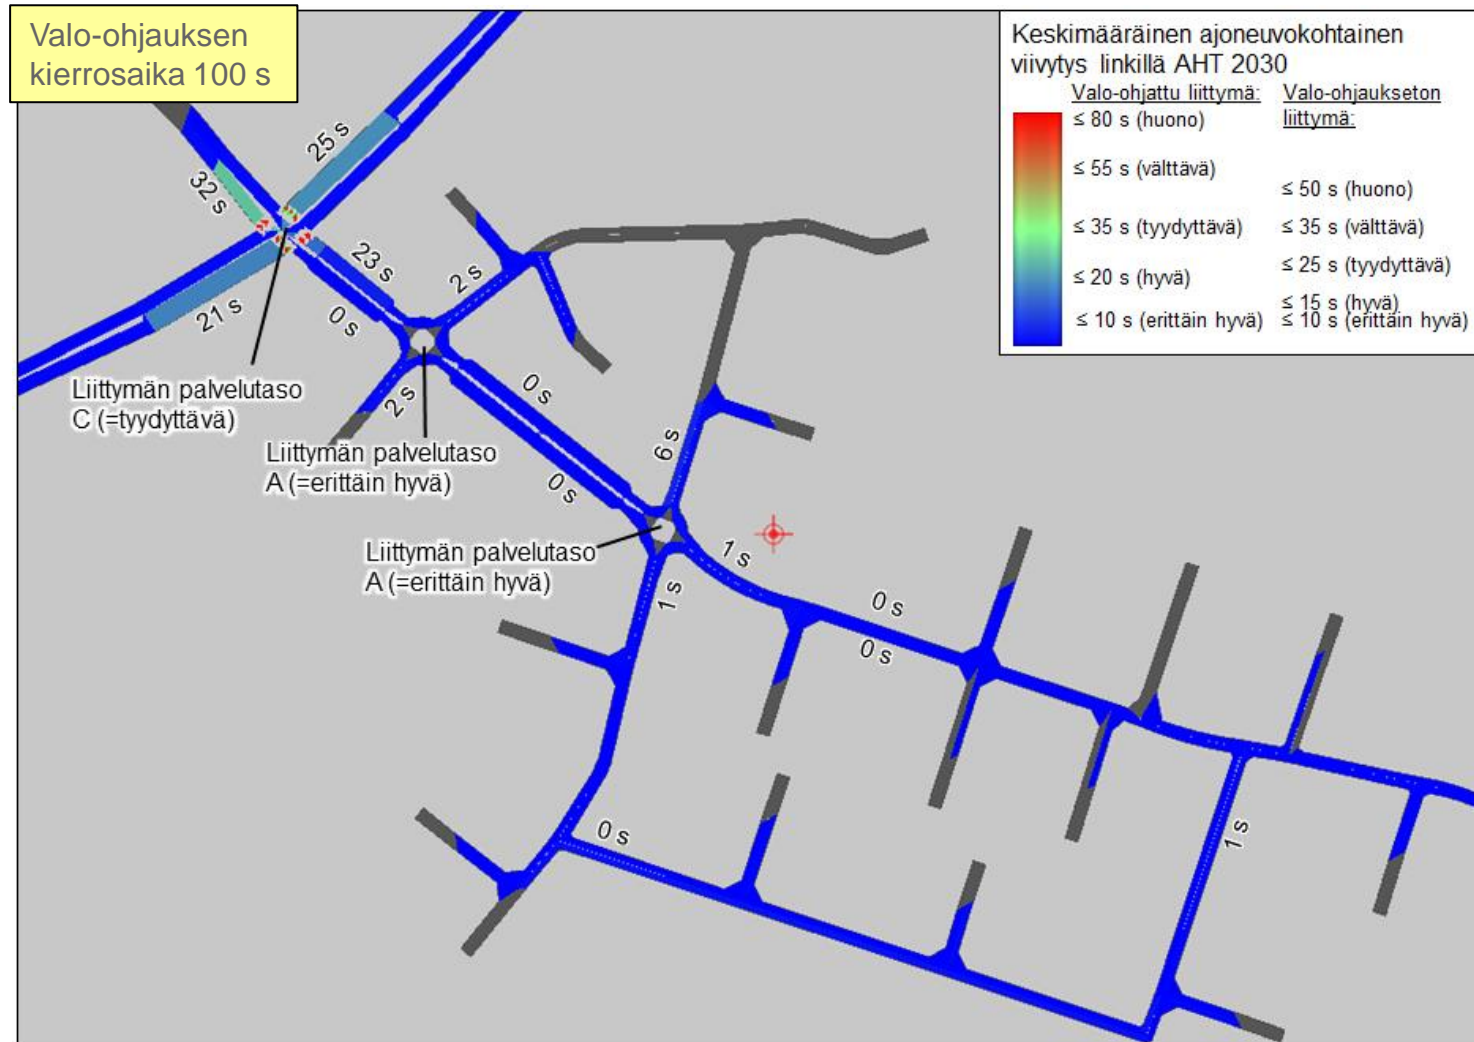 Valo-ohjauksen
kierrosaika 100 s
Keskimääräinen ajoneuvokohtainen
viivytys linkillä AHT 2030
Valo-ohjattu liittymä:
≤ 80 s (huono)
≤ 55 s (välttävä)
≤ 35 s (tyydyttävä)
≤ 20 s (hyvä)
≤ 10 s (erittäin hyvä)
Valo-ohjaukseton
liittymä:
≤ 50 s (huono)
≤ 35 s (välttävä)
≤ 25 s (tyydyttävä)
≤ 15 s (hyvä)
≤ 10 s (erittäin hyvä)
25 s
32 s
23 s
0 s
21 s
2 s
2 s
Liittymän palvelutaso
C (=tyydyttävä)
Liittymän palvelutaso
A (=erittäin hyvä)
0 s
0 s
6 s
Liittymän palvelutaso
A (=erittäin hyvä)
1 s
1 s
0 s
0 s
0 s
1 s